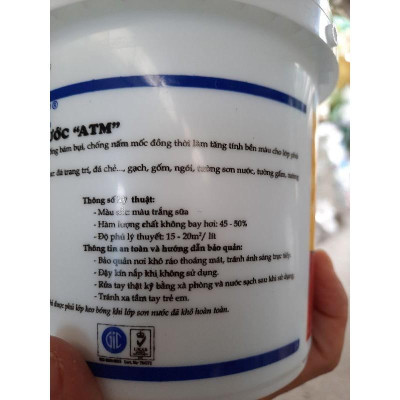 ƯỚC "ATM"
bám bụi, chống nấm mốc đồng thời làm tăng tính bền màu cho lớp phủ
đá trang trí, đá chẻ..., gạch, gốm, ngói, tường sơn nước, tường gấm,
Thông số kỹ thuật:
- Màu sắc: màu trắng sữa
- Hàm lượng chất không bay hơi: 45 - 50%
- Độ phủ lý thuyết: 15 - 20m²/ lít
Thông tin an toàn và hướng dẫn bảo quản:
- Bảo quản nơi khô ráo thoáng mát, tránh ánh sáng trực tiếp.
- Đậy kín nắp khi không sử dụng.
- Rửa tay thật kỹ bằng xà phòng và nước sạch sau khi sử dụng
- Tránh xa tầm tay trẻ em.
được phủ lớp keo bóng khi lớp sơn nước đã khô hoàn toàn.
GIC